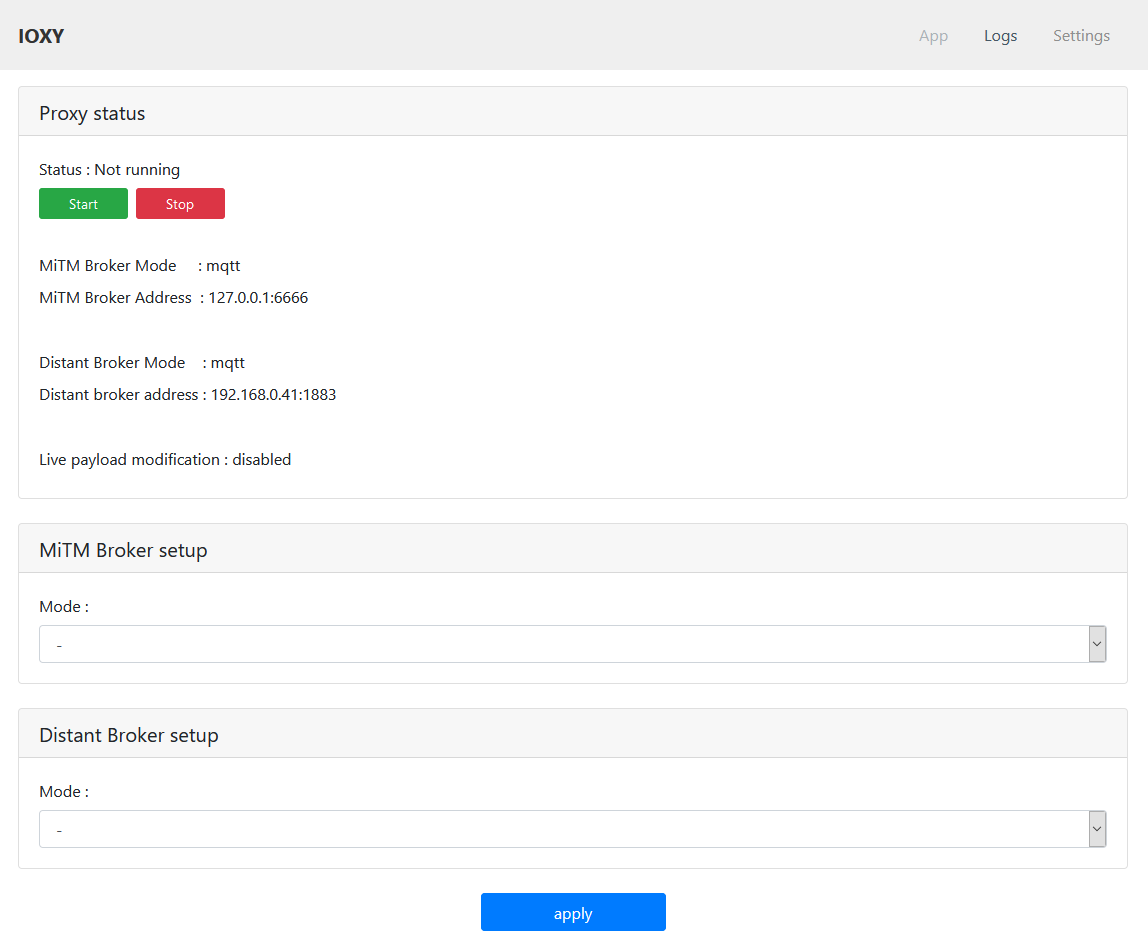 IOXY App Logs Settings
Proxy status
Status : Not running
Start Stop
MiTM Broker Mode : mqtt
MiTM Broker Address : 127.0.0.1:6666
Distant Broker Mode : mqtt
Distant broker address : 192.168.0.41:1883
Live payload modification : disabled
MiTM Broker setup
Mode :
-
Distant Broker setup
Mode :
-
apply